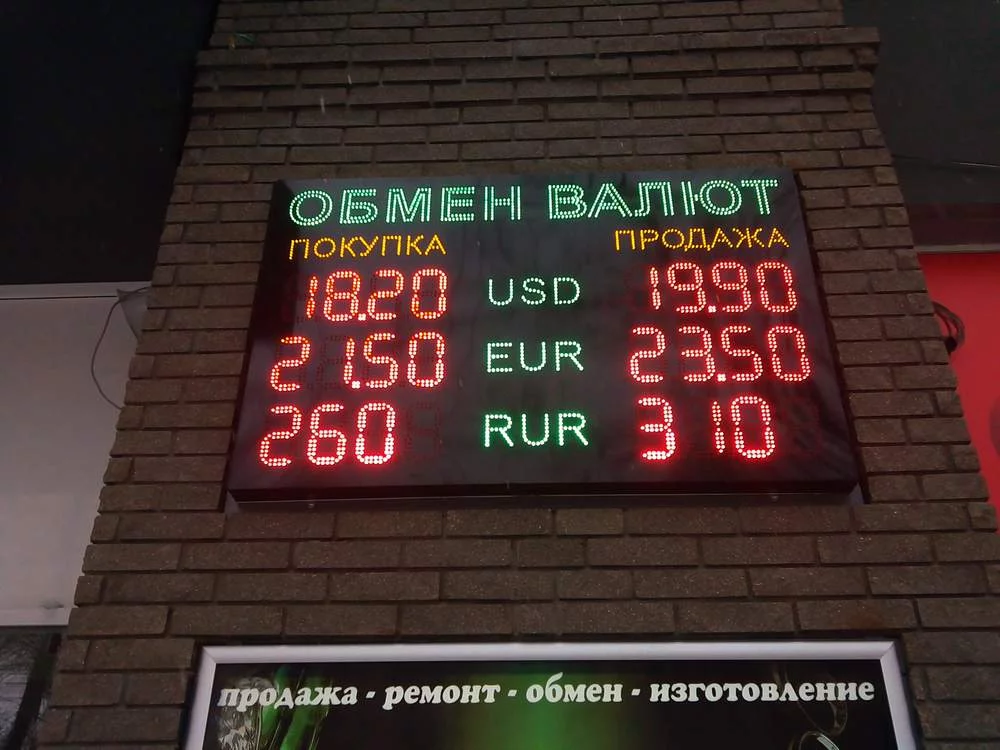 ОБМЕН ВАЛЮТ
ПОКУПКА ПРОДАЖА
18.20 USD 19.90
21.50 EUR 23.50
260 RUR 310
продажа - ремонт - обмен - изготовление